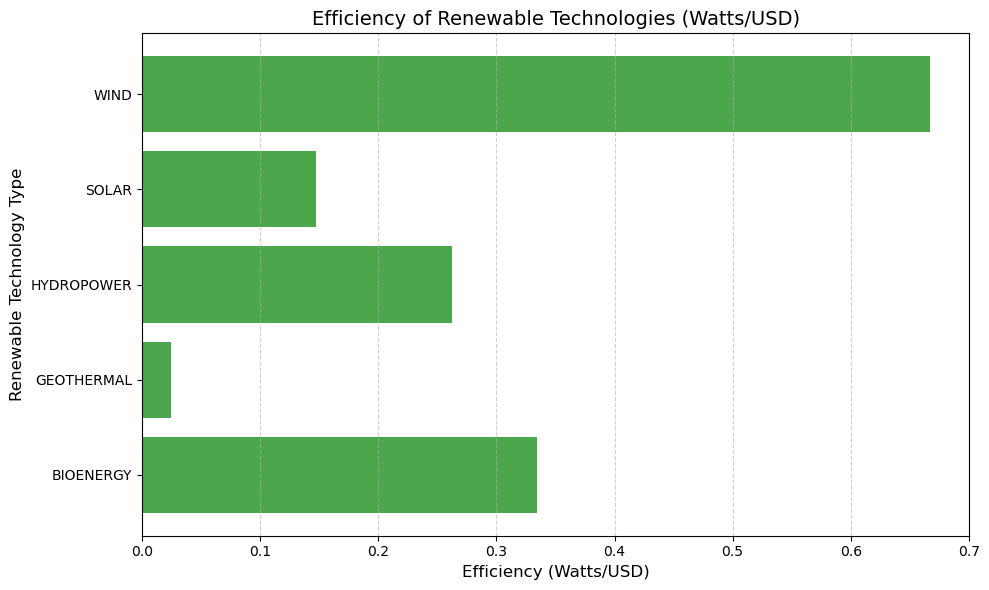 Efficiency of Renewable Technologies (Watts/USD)
Renewable Technology Type
WIND
SOLAR
HYDROPOWER
GEOTHERMAL
BIOENERGY
0.0 0.1 0.2 0.3 0.4 0.5 0.6 0.7
Efficiency (Watts/USD)